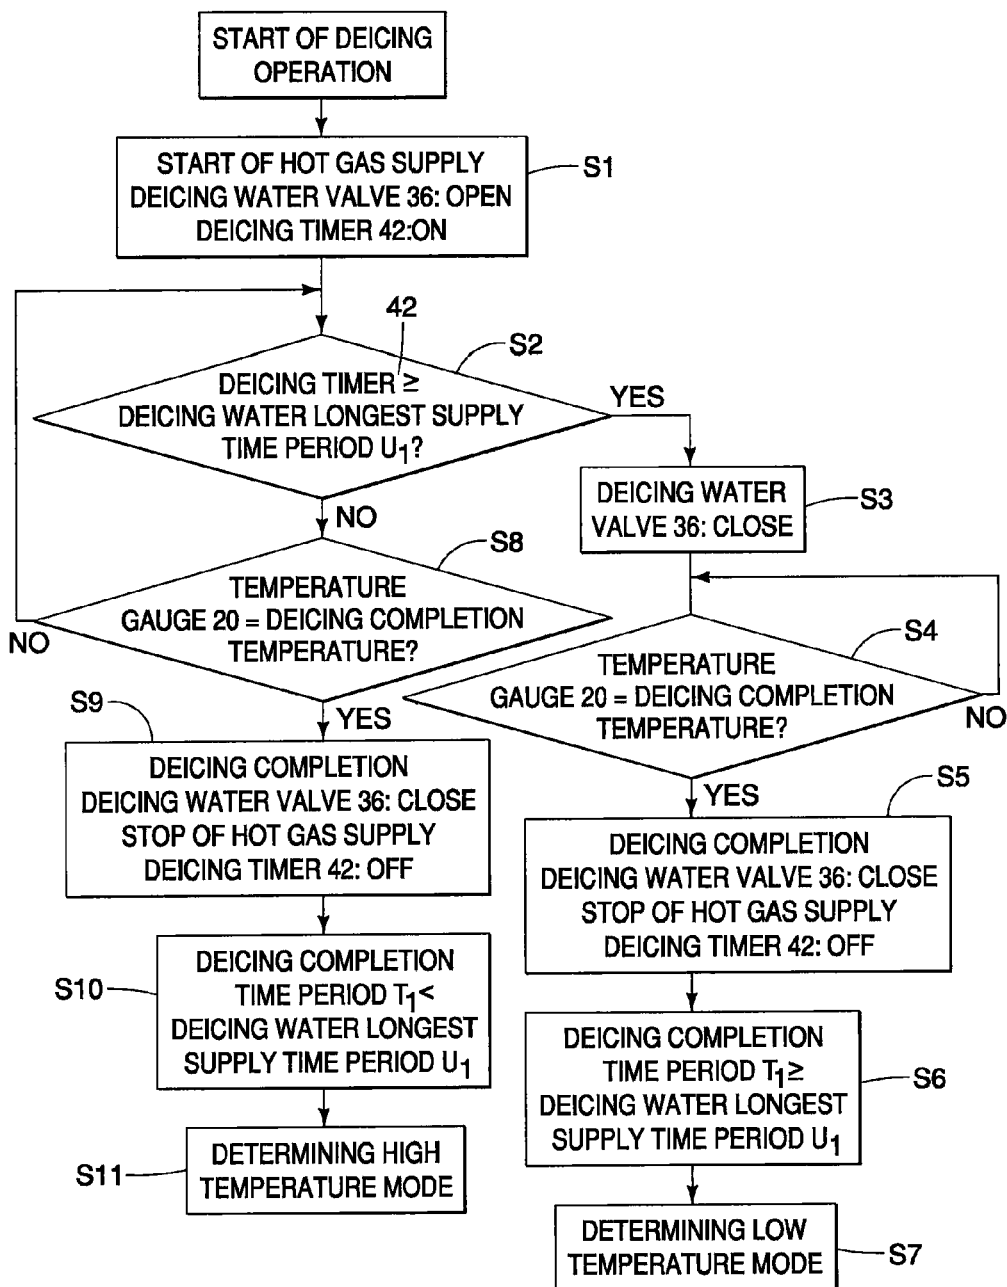 START OF DEICING
OPERATION
START OF HOT GAS SUPPLY
DEICING WATER VALVE 36: OPEN
DEICING TIMER 42:ON
S1
42
S2
DEICING TIMER ≥
DEICING WATER LONGEST SUPPLY
TIME PERIOD U1?
YES
NO
DEICING WATER
VALVE 36: CLOSE
S3
S8
TEMPERATURE
GAUGE 20 = DEICING COMPLETION
TEMPERATURE?
NO
YES
S4
TEMPERATURE
GAUGE 20 = DEICING COMPLETION
TEMPERATURE?
NO
YES
S9
DEICING COMPLETION
DEICING WATER VALVE 36: CLOSE
STOP OF HOT GAS SUPPLY
DEICING TIMER 42: OFF
S5
DEICING COMPLETION
DEICING WATER VALVE 36: CLOSE
STOP OF HOT GAS SUPPLY
DEICING TIMER 42: OFF
S10
DEICING COMPLETION
TIME PERIOD T1<
DEICING WATER LONGEST
SUPPLY TIME PERIOD U1
DEICING COMPLETION
TIME PERIOD T1≥
DEICING WATER LONGEST
SUPPLY TIME PERIOD U1
S6
S11
DETERMINING HIGH
TEMPERATURE MODE
DETERMINING LOW
TEMPERATURE MODE
S7